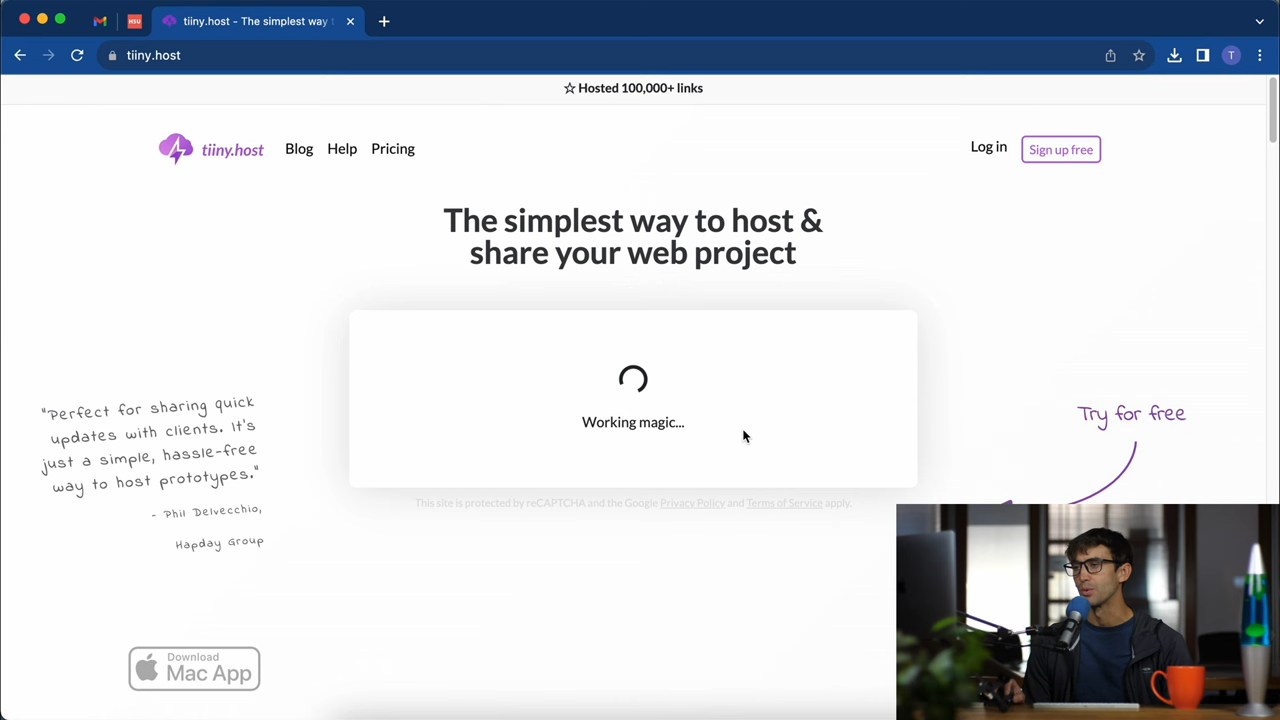 HSU
tiiny.host - The simplest way
tiiny.host
T
☆ Hosted 100,000+ links
tiiny.host
Blog
Help
Pricing
Log in
Sign up free
The simplest way to host &
share your web project
Working magic...
This site is protected by reCAPTCHA and the Google Privacy Policy and Terms of Service apply.
"Perfect for sharing quick
updates with clients. It's
just a simple, hassle-free
way to host prototypes."
- Phil Delvecchio,
Hapday Group
Try for free
Download
Mac App